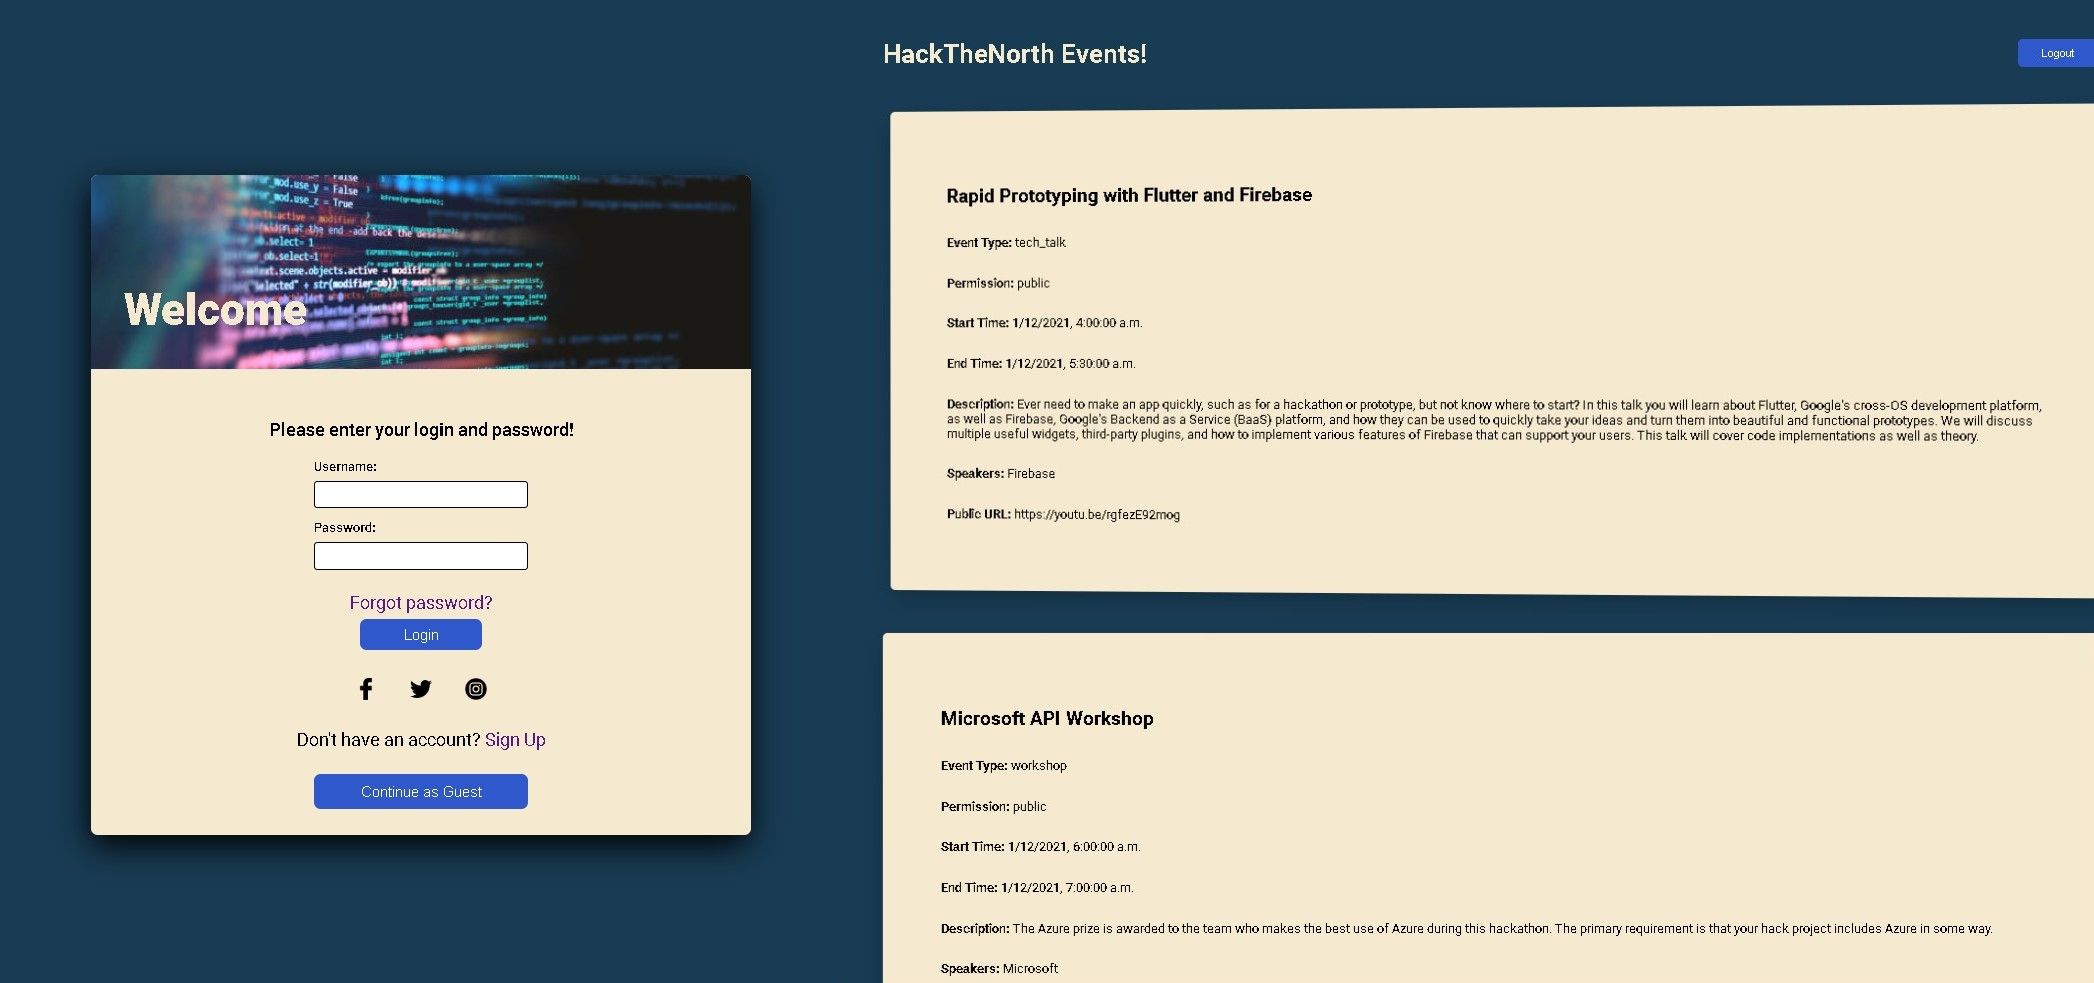 HackTheNorth Events!
Logout
Welcome
Please enter your login and password!
Username:
Password:
Forgot password?
Login
Don't have an account? Sign Up
Continue as Guest
Rapid Prototyping with Flutter and Firebase
Event Type: tech_talk
Permission: public
Start Time: 1/12/2021, 4:00:00 a.m.
End Time: 1/12/2021, 5:30:00 a.m.
Description: Ever need to make an app quickly, such as for a hackathon or prototype, but not know where to start? In this talk you will learn about Flutter, Google's cross-OS development platform,
as well as Firebase, Google's Backend as a Service (BaaS) platform, and how they can be used to quickly take your ideas and turn them into beautiful and functional prototypes. We will discuss
multiple useful widgets, third-party plugins, and how to implement various features of Firebase that can support your users. This talk will cover code implementations as well as theory.
Speakers: Firebase
Public URL: https://youtu.be/rgfezE92mog
Microsoft API Workshop
Event Type: workshop
Permission: public
Start Time: 1/12/2021, 6:00:00 a.m.
End Time: 1/12/2021, 7:00:00 a.m.
Description: The Azure prize is awarded to the team who makes the best use of Azure during this hackathon. The primary requirement is that your hack project includes Azure in some way.
Speakers: Microsoft